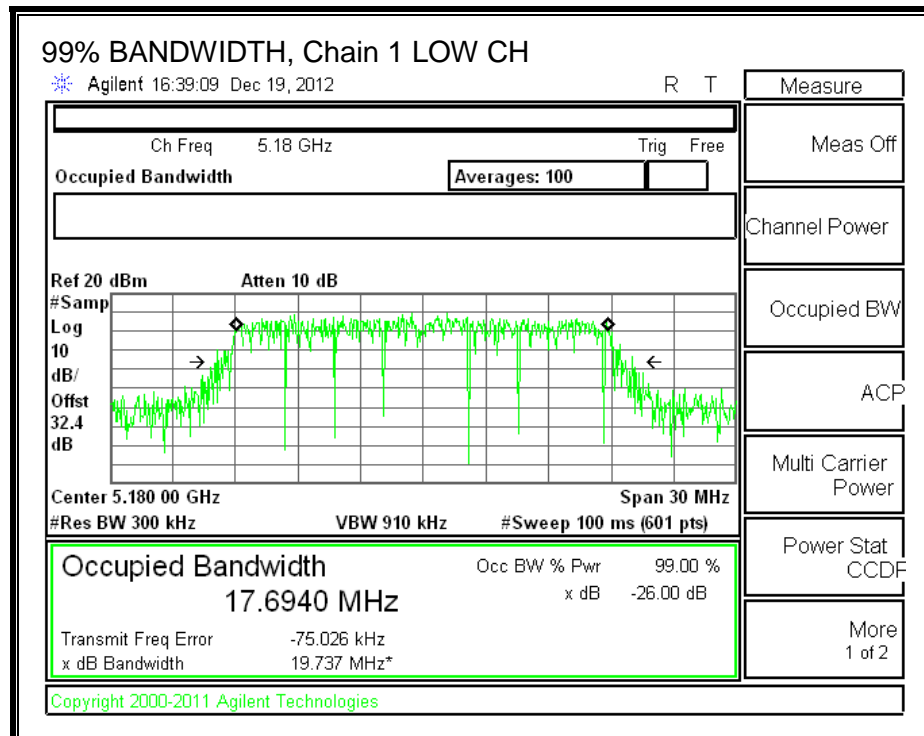 99% BANDWIDTH, Chain 1 LOW CH
Agilent 16:39:09 Dec 19, 2012 R T
Measure
Ch Freq 5.18 GHz Trig Free
Meas Off
Occupied Bandwidth Averages: 100
Channel Power
Ref 20 dBm Atten 10 dB
#Samp
Log
10
dB/
Offst
32.4
dB
Occupied BW
ACP
Multi Carrier
Power
Center 5.180 00 GHz Span 30 MHz
#Res BW 300 kHz VBW 910 kHz #Sweep 100 ms (601 pts)
Power Stat
CCDF
Occupied Bandwidth Occ BW % Pwr 99.00 %
17.6940 MHz x dB -26.00 dB
Transmit Freq Error -75.026 kHz
x dB Bandwidth 19.737 MHz*
More
1 of 2
Copyright 2000-2011 Agilent Technologies